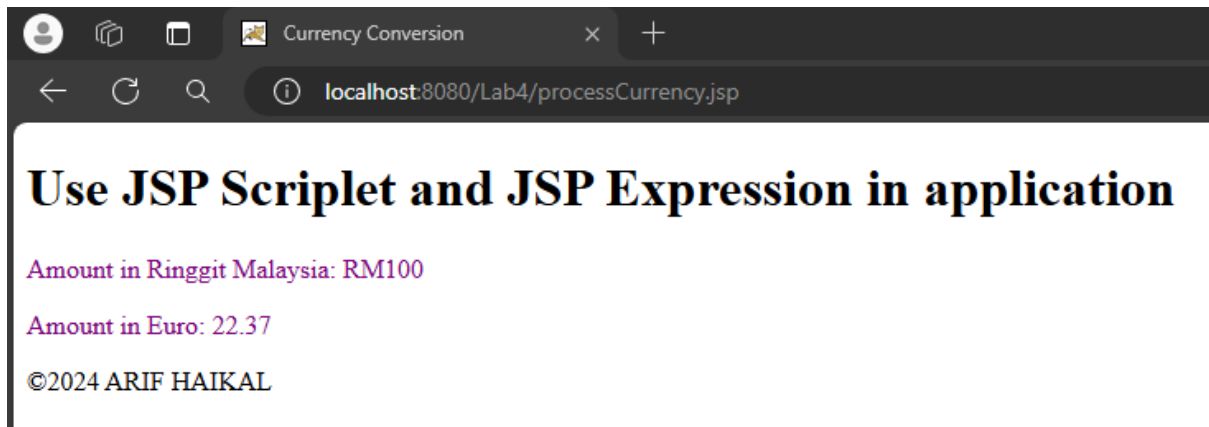 Currency Conversion
localhost:8080/Lab4/processCurrency.jsp
Use JSP Scriplet and JSP Expression in application
Amount in Ringgit Malaysia: RM100
Amount in Euro: 22.37
©2024 ARIF HAIKAL